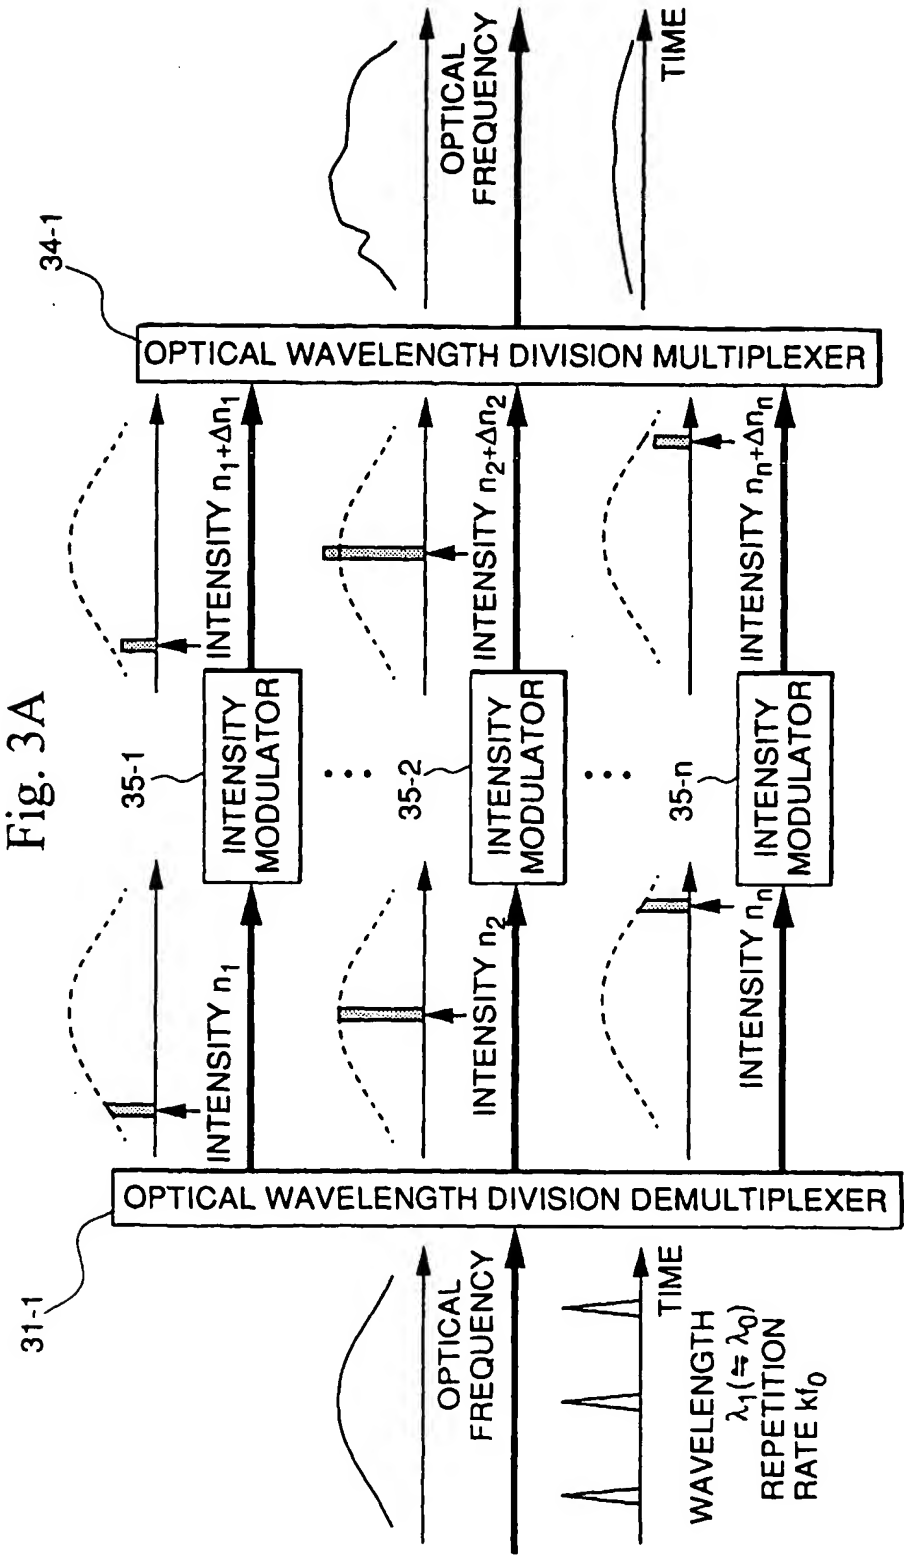 Fig. 3A
31-1
OPTICAL
FREQUENCY
TIME
WAVELENGTH
λ1(≒λ0)
REPETITION
RATE kf0
OPTICAL WAVELENGTH DIVISION DEMULTIPLEXER
INTENSITY n1
35-1
INTENSITY
MODULATOR
INTENSITY n1+Δn1
INTENSITY n2
35-2
INTENSITY
MODULATOR
INTENSITY n2+Δn2
INTENSITY nn
35-n
INTENSITY
MODULATOR
INTENSITY nn+Δnn
34-1
OPTICAL WAVELENGTH DIVISION MULTIPLEXER
OPTICAL
FREQUENCY
TIME